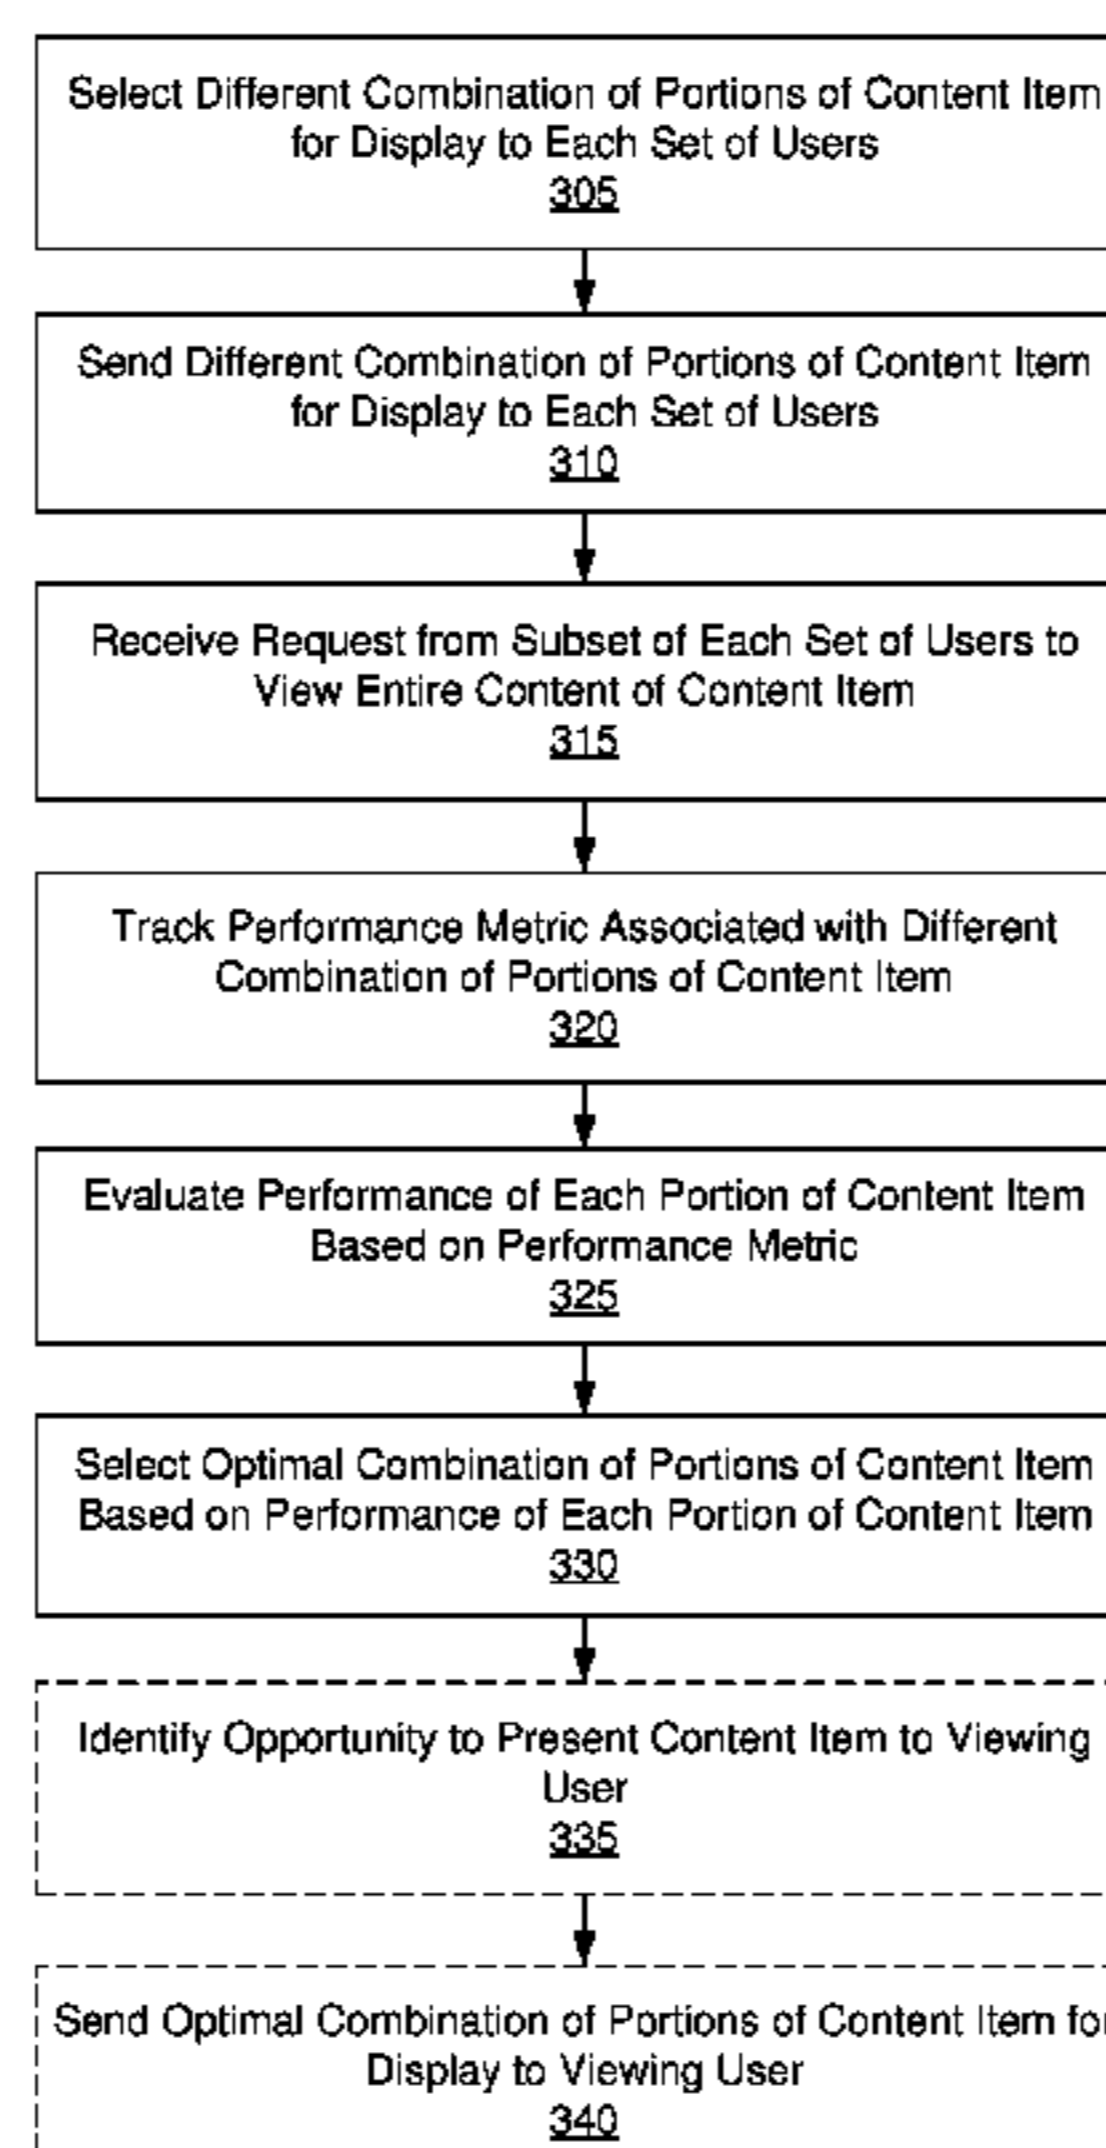 Select Different Combination of Portions of Content Item
for Display to Each Set of Users
305
Send Different Combination of Portions of Content Item
for Display to Each Set of Users
310
Receive Request from Subset of Each Set of Users to
View Entire Content of Content Item
315
Track Performance Metric Associated with Different
Combination of Portions of Content Item
320
Evaluate Performance of Each Portion of Content Item
Based on Performance Metric
325
Select Optimal Combination of Portions of Content Item
Based on Performance of Each Portion of Content Item
330
Identify Opportunity to Present Content Item to Viewing
User
335
Send Optimal Combination of Portions of Content Item for
Display to Viewing User
340